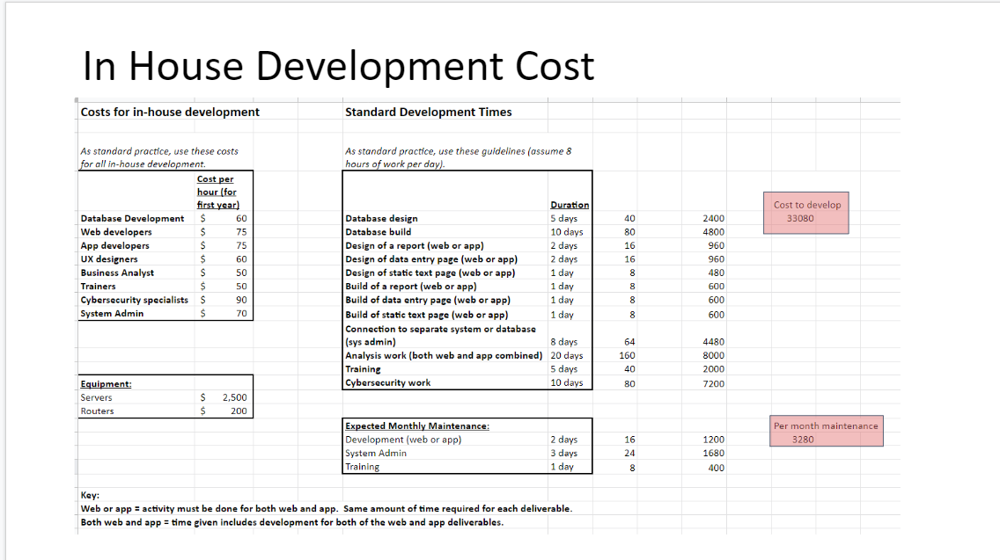 In House Development Cost
Costs for in-house development
Standard Development Times
As standard practice, use these costs
for all in-house development.
As standard practice, use these guidelines (assume 8
hours of work per day).
Cost per
hour (for
first year)
Duration
Cost to develop
33080
Database Development $ 60 Database design 5 days 40 2400
Web developers $ 75 Database build 10 days 80 4800
App developers $ 75 Design of a report (web or app) 2 days 16 960
UX designers $ 60 Design of data entry page (web or app) 2 days 16 960
Business Analyst $ 50 Design of static text page (web or app) 1 day 8 480
Trainers $ 50 Build of a report (web or app) 1 day 8 600
Cybersecurity specialists $ 90 Build of data entry page (web or app) 1 day 8 600
System Admin $ 70 Build of static text page (web or app) 1 day 8 600
Connection to separate system or database
(sys admin) 8 days 64 4480
Analysis work (both web and app combined) 20 days 160 8000
Training 5 days 40 2000
Equipment: Cybersecurity work 10 days 80 7200
Servers $ 2,500
Routers $ 200
Expected Monthly Maintenance: Per month maintenance
Development (web or app) 2 days 16 1200 3280
System Admin 3 days 24 1680
Training 1 day 8 400
Key:
Web or app = activity must be done for both web and app. Same amount of time required for each deliverable.
Both web and app = time given includes development for both of the web and app deliverables.